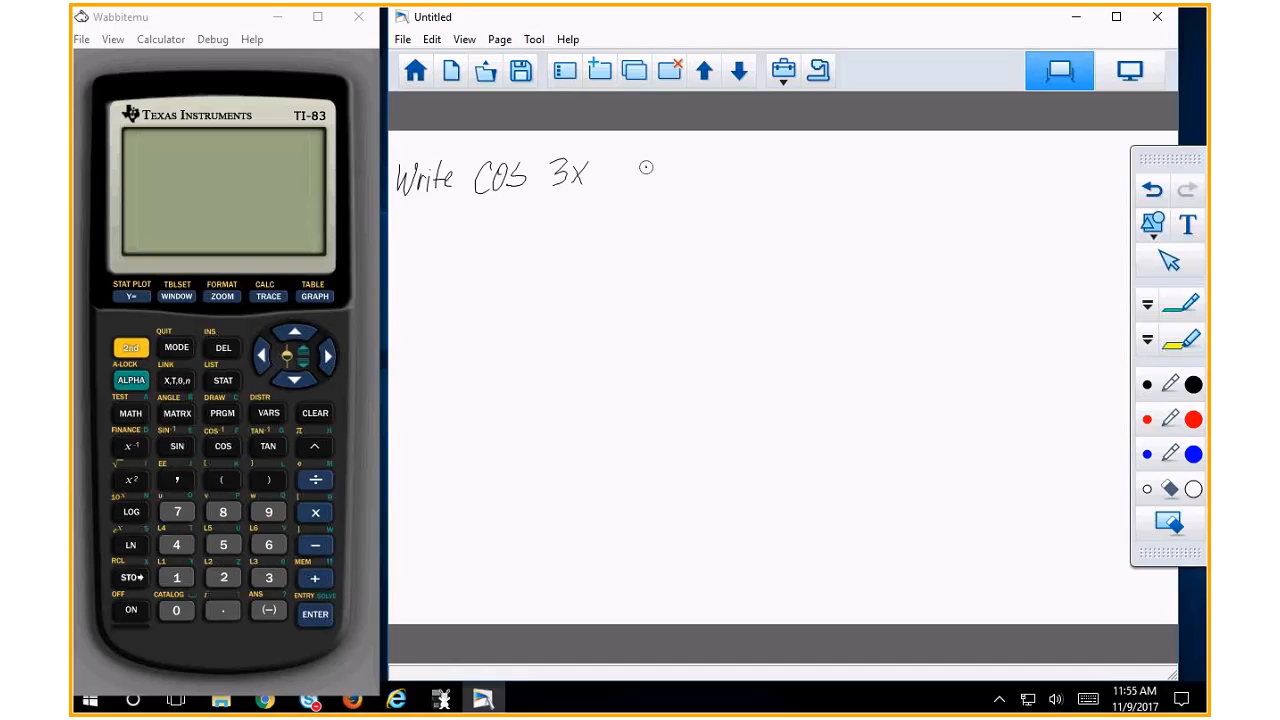 Wabbitemu
File View Calculator Debug Help
Untitled
File Edit View Page Tool Help
TEXAS INSTRUMENTS TI-83
STAT PLOT TBLSET FORMAT CALC TABLE
Y= WINDOW ZOOM TRACE GRAPH
QUIT INS
2nd MODE DEL
A-LOCK LINK LIST
ALPHA X,T,θ,n STAT
TEST A ANGLE B DRAW C DISTR
MATH MATRX PRGM VARS CLEAR
FINANCE D SIN⁻¹ E COS⁻¹ F TAN⁻¹ G π H
x⁻¹ SIN COS TAN ^
√ I EE J { K } L e M
x² , ( ) ÷
10ˣ N u O v P w Q [ R
LOG 7 8 9 ×
eˣ S L4 T L5 U L6 V ] W
LN 4 5 6 −
RCL X L1 Y L2 Z L3 θ MEM "
STO➔ 1 2 3 +
OFF CATALOG i ANS ? ENTRY SOLVE
ON 0 . (−) ENTER
Write COS 3X
T
11:55 AM
11/9/2017